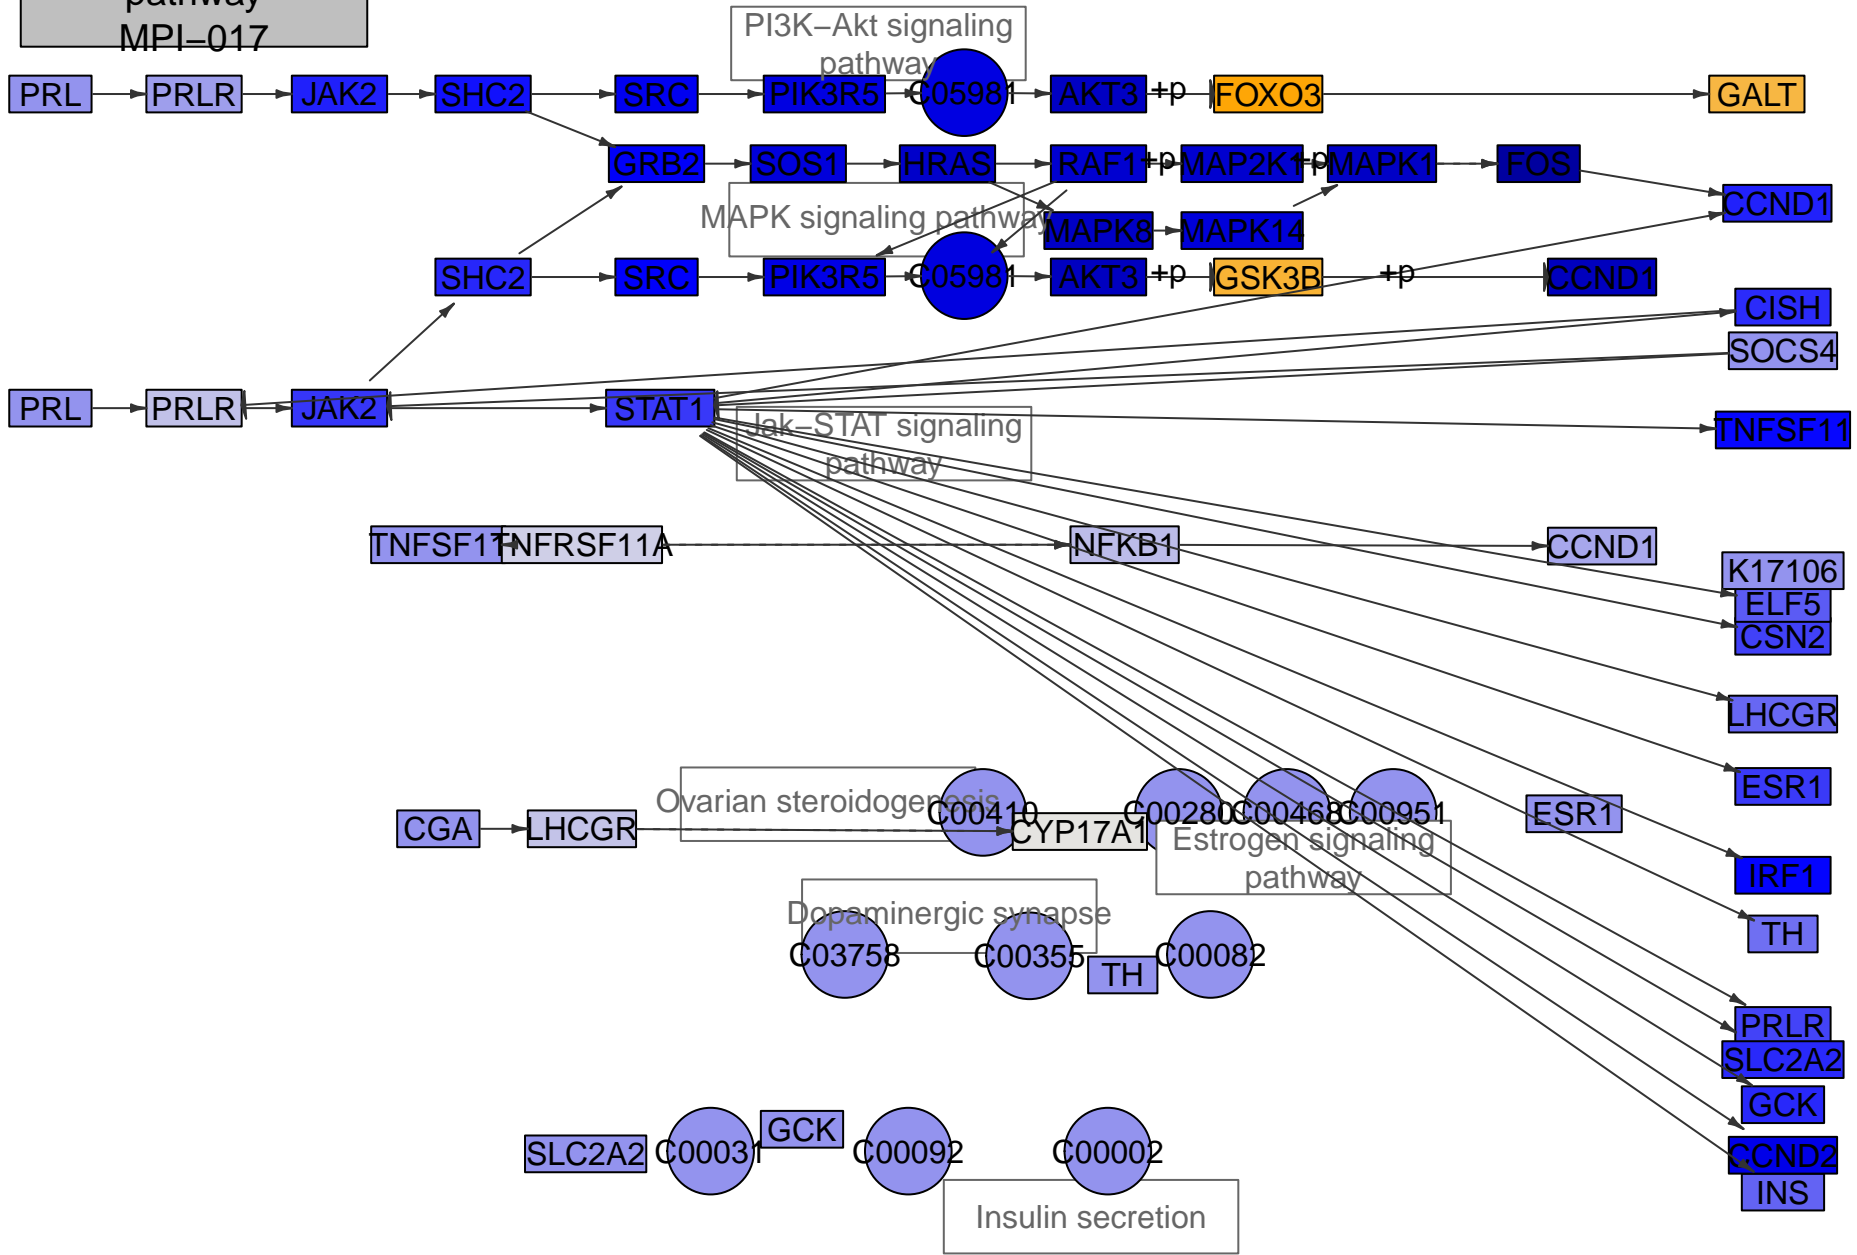 pathway
MPI–017
PI3K–Akt signaling
pathway
PRL
PRLR
JAK2
SHC2
SRC
PIK3R5
C05981
AKT3
+p
FOXO3
GALT
GRB2
SOS1
HRAS
RAF1
+p
MAP2K1
+p
MAPK1
FOS
CCND1
MAPK signaling pathway
MAPK8
MAPK14
SHC2
SRC
PIK3R5
C05981
AKT3
+p
GSK3B
+p
CCND1
CISH
SOCS4
PRL
PRLR
JAK2
STAT1
Jak–STAT signaling
pathway
TNFSF11
TNFSF11
TNFRSF11A
NFKB1
CCND1
K17106
ELF5
CSN2
LHCGR
ESR1
Ovarian steroidogenesis
C00410
C00280
C00468
C00951
ESR1
CGA
LHCGR
CYP17A1
Estrogen signaling
pathway
IRF1
Dopaminergic synapse
TH
C03758
C00355
TH
C00082
PRLR
SLC2A2
GCK
SLC2A2
C00031
GCK
C00092
C00002
CCND2
INS
Insulin secretion